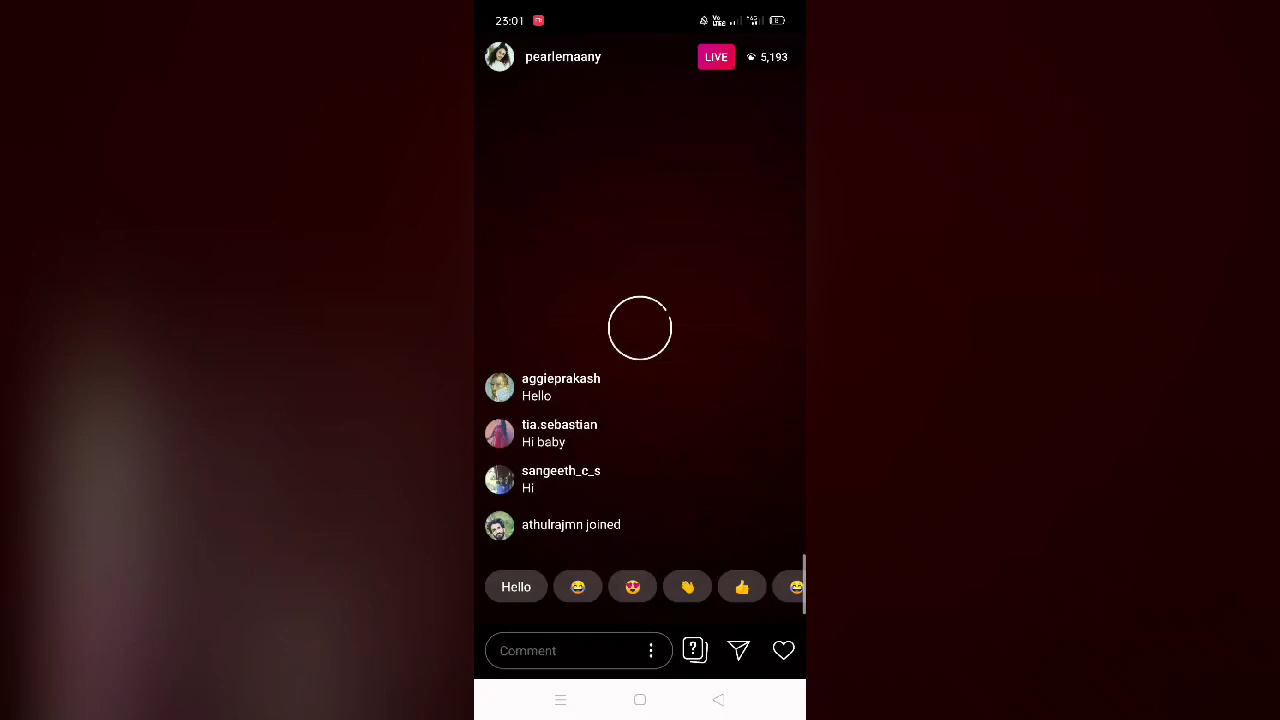 23:01
pearlemaany LIVE 5,193
aggieprakash
Hello
tia.sebastian
Hi baby
sangeeth_c_s
Hi
athulrajmn joined
Hello
Comment